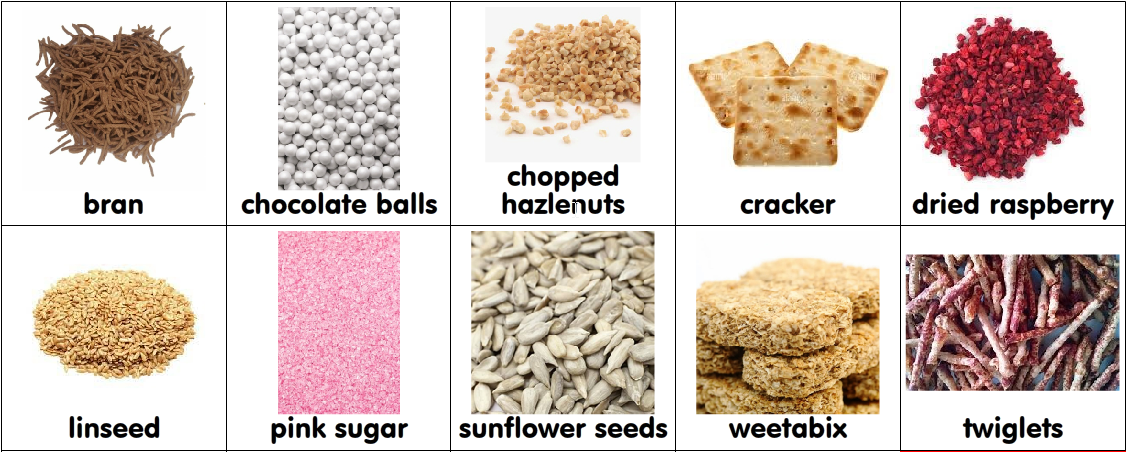 bran
chocolate balls
chopped
hazlenuts
cracker
dried raspberry
linseed
pink sugar
sunflower seeds
weetabix
twiglets